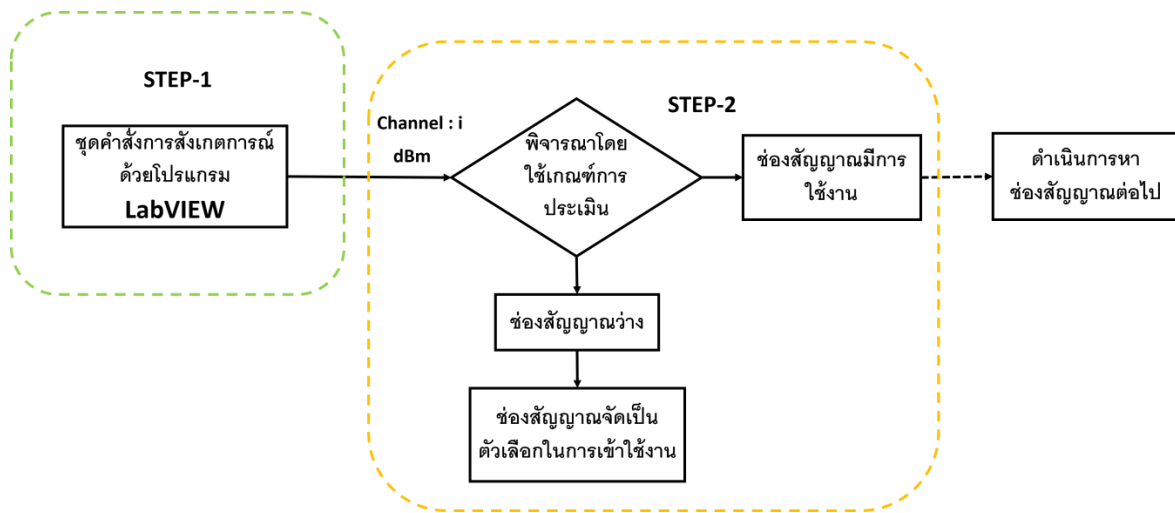 STEP-1
ชุดคำสั่งการสังเกตการณ์
ด้วยโปรแกรม
LabVIEW
Channel : i
dBm
STEP-2
พิจารณาโดย
ใช้เกณฑ์การ
ประเมิน
ช่องสัญญาณมีการ
ใช้งาน
ดำเนินการหา
ช่องสัญญาณต่อไป
ช่องสัญญาณว่าง
ช่องสัญญาณจัดเป็น
ตัวเลือกในการเข้าใช้งาน